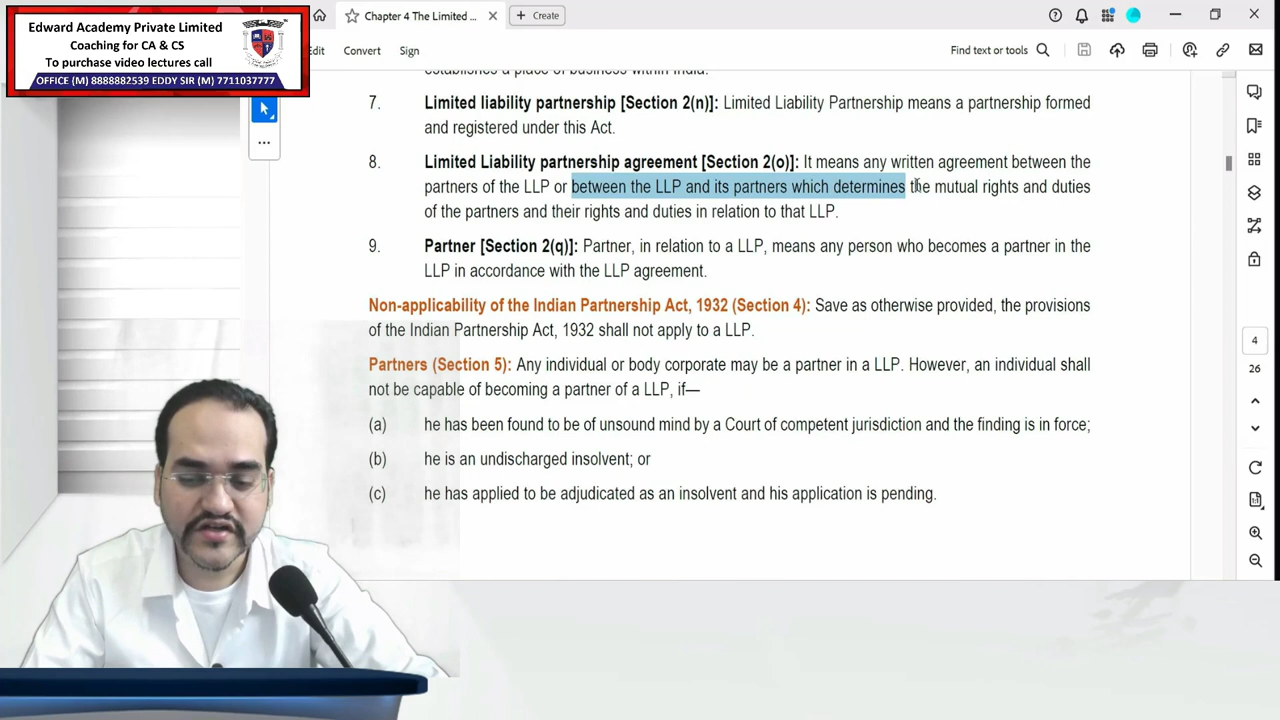 Edward Academy Private Limited
Coaching for CA & CS
To purchase video lectures call
OFFICE (M) 8888882539 EDDY SIR (M) 7711037777
Chapter 4 The Limited ...
Create
Edit
Convert
Sign
Find text or tools
establishes a place of business within India.
7. Limited liability partnership [Section 2(n)]: Limited Liability Partnership means a partnership formed
and registered under this Act.
8. Limited Liability partnership agreement [Section 2(o)]: It means any written agreement between the
partners of the LLP or between the LLP and its partners which determines the mutual rights and duties
of the partners and their rights and duties in relation to that LLP.
9. Partner [Section 2(q)]: Partner, in relation to a LLP, means any person who becomes a partner in the
LLP in accordance with the LLP agreement.
Non-applicability of the Indian Partnership Act, 1932 (Section 4): Save as otherwise provided, the provisions
of the Indian Partnership Act, 1932 shall not apply to a LLP.
Partners (Section 5): Any individual or body corporate may be a partner in a LLP. However, an individual shall
not be capable of becoming a partner of a LLP, if—
(a) he has been found to be of unsound mind by a Court of competent jurisdiction and the finding is in force;
(b) he is an undischarged insolvent; or
(c) he has applied to be adjudicated as an insolvent and his application is pending.
4
26